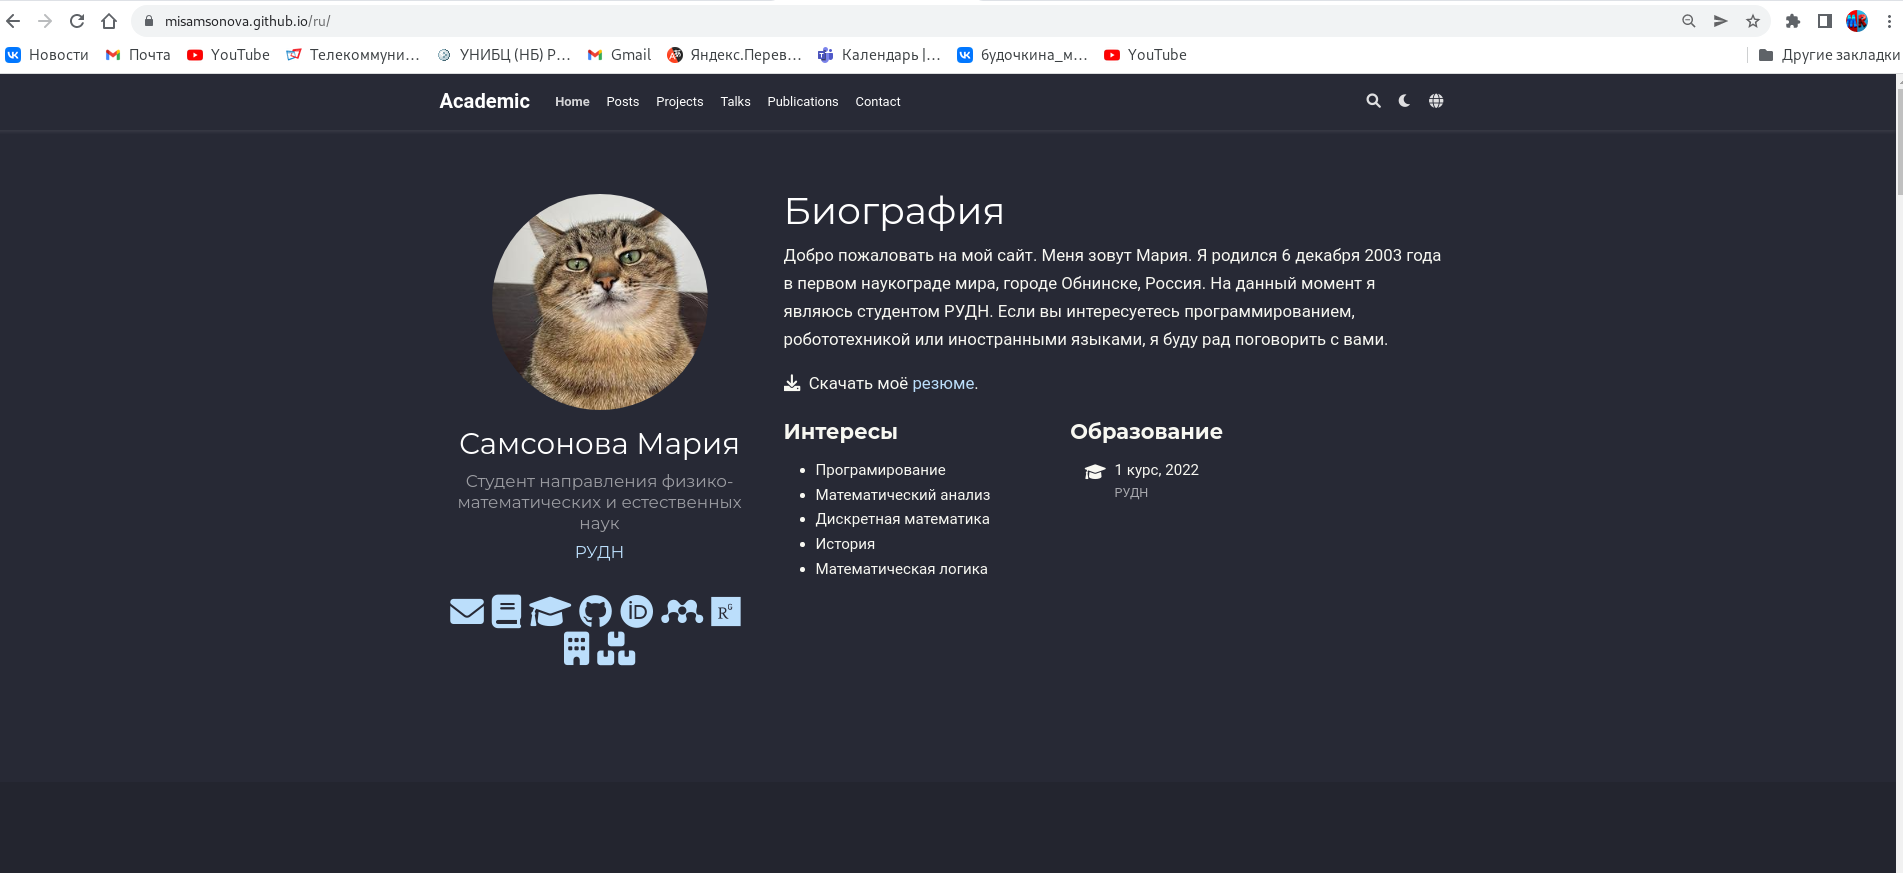 misamsonova.github.io/ru/
Новости Почта YouTube Телекоммуни... УНИБЦ (НБ) Р... Gmail Яндекс.Перев... Календарь |... будочкина_м... YouTube Другие закладки
Academic Home Posts Projects Talks Publications Contact
Биография
Добро пожаловать на мой сайт. Меня зовут Мария. Я родился 6 декабря 2003 года
в первом наукограде мира, городе Обнинске, Россия. На данный момент я
являюсь студентом РУДН. Если вы интересуетесь программированием,
робототехникой или иностранными языками, я буду рад поговорить с вами.
Скачать моё резюме.
Самсонова Мария
Студент направления физико-
математических и естественных
наук
РУДН
iD
RG
Интересы
Програмирование
Математический анализ
Дискретная математика
История
Математическая логика
Образование
1 курс, 2022
РУДН